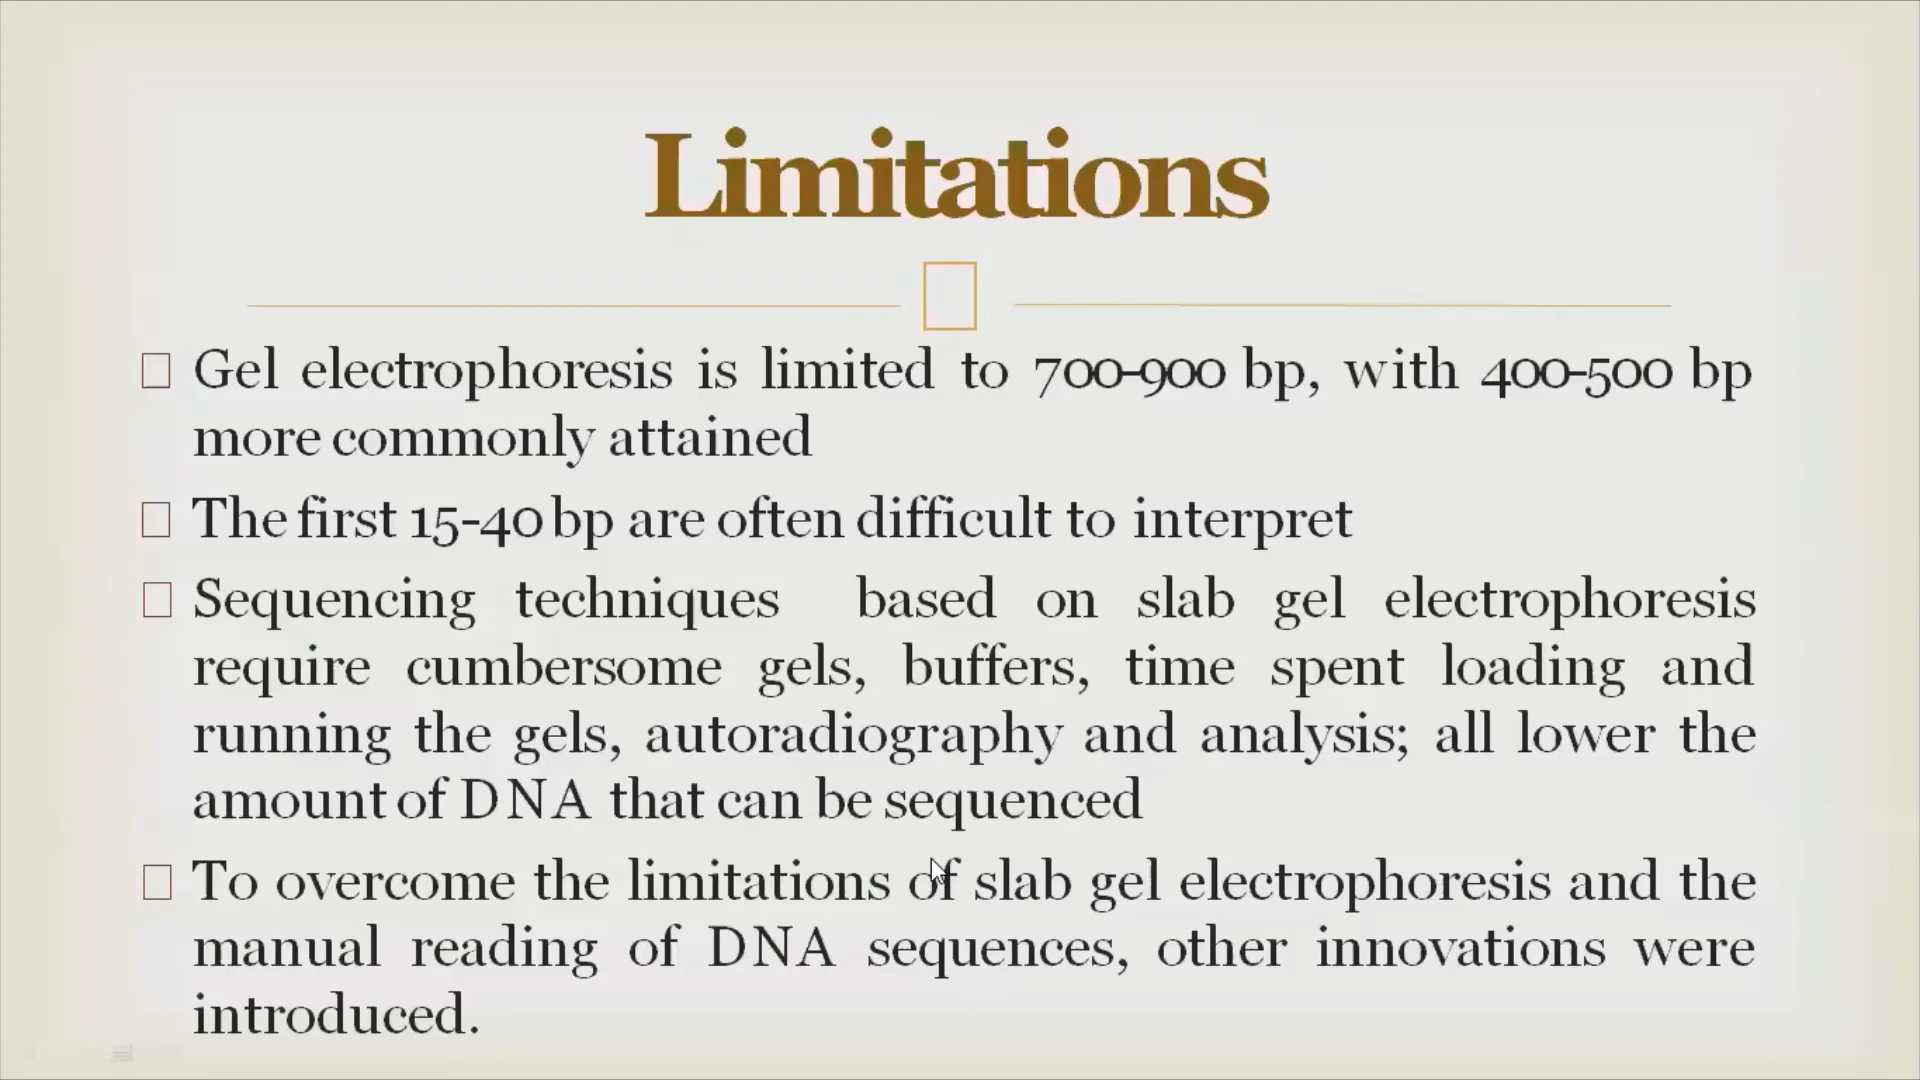 Limitations
Gel electrophoresis is limited to 700-900 bp, with 400-500 bp
more commonly attained
The first 15-40 bp are often difficult to interpret
Sequencing techniques based on slab gel electrophoresis
require cumbersome gels, buffers, time spent loading and
running the gels, autoradiography and analysis; all lower the
amount of DNA that can be sequenced
To overcome the limitations of slab gel electrophoresis and the
manual reading of DNA sequences, other innovations were
introduced.